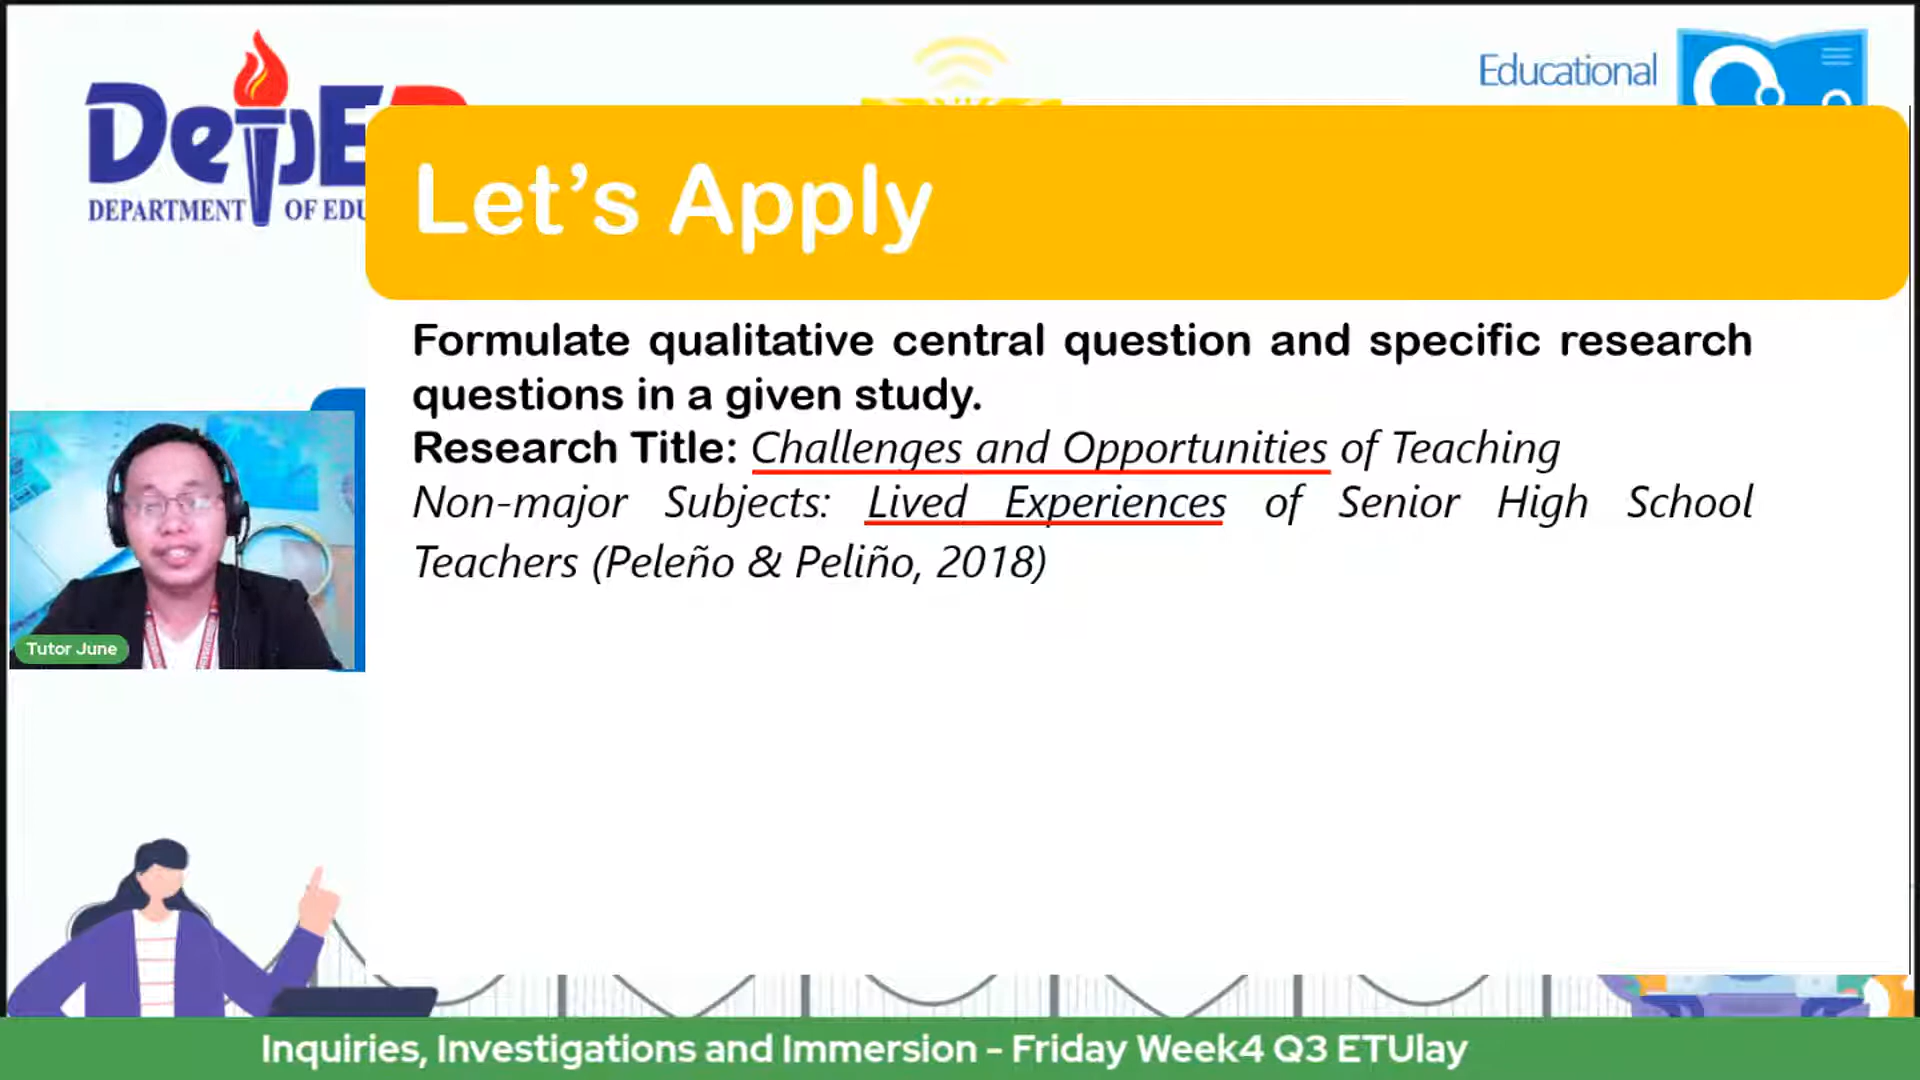 DepED
DEPARTMENT OF EDU
Educational
Let's Apply
Formulate qualitative central question and specific research
questions in a given study.
Research Title: Challenges and Opportunities of Teaching
Non-major Subjects: Lived Experiences of Senior High School
Teachers (Peleño & Peliño, 2018)
Tutor June
Inquiries, Investigations and Immersion - Friday Week4 Q3 ETUlay